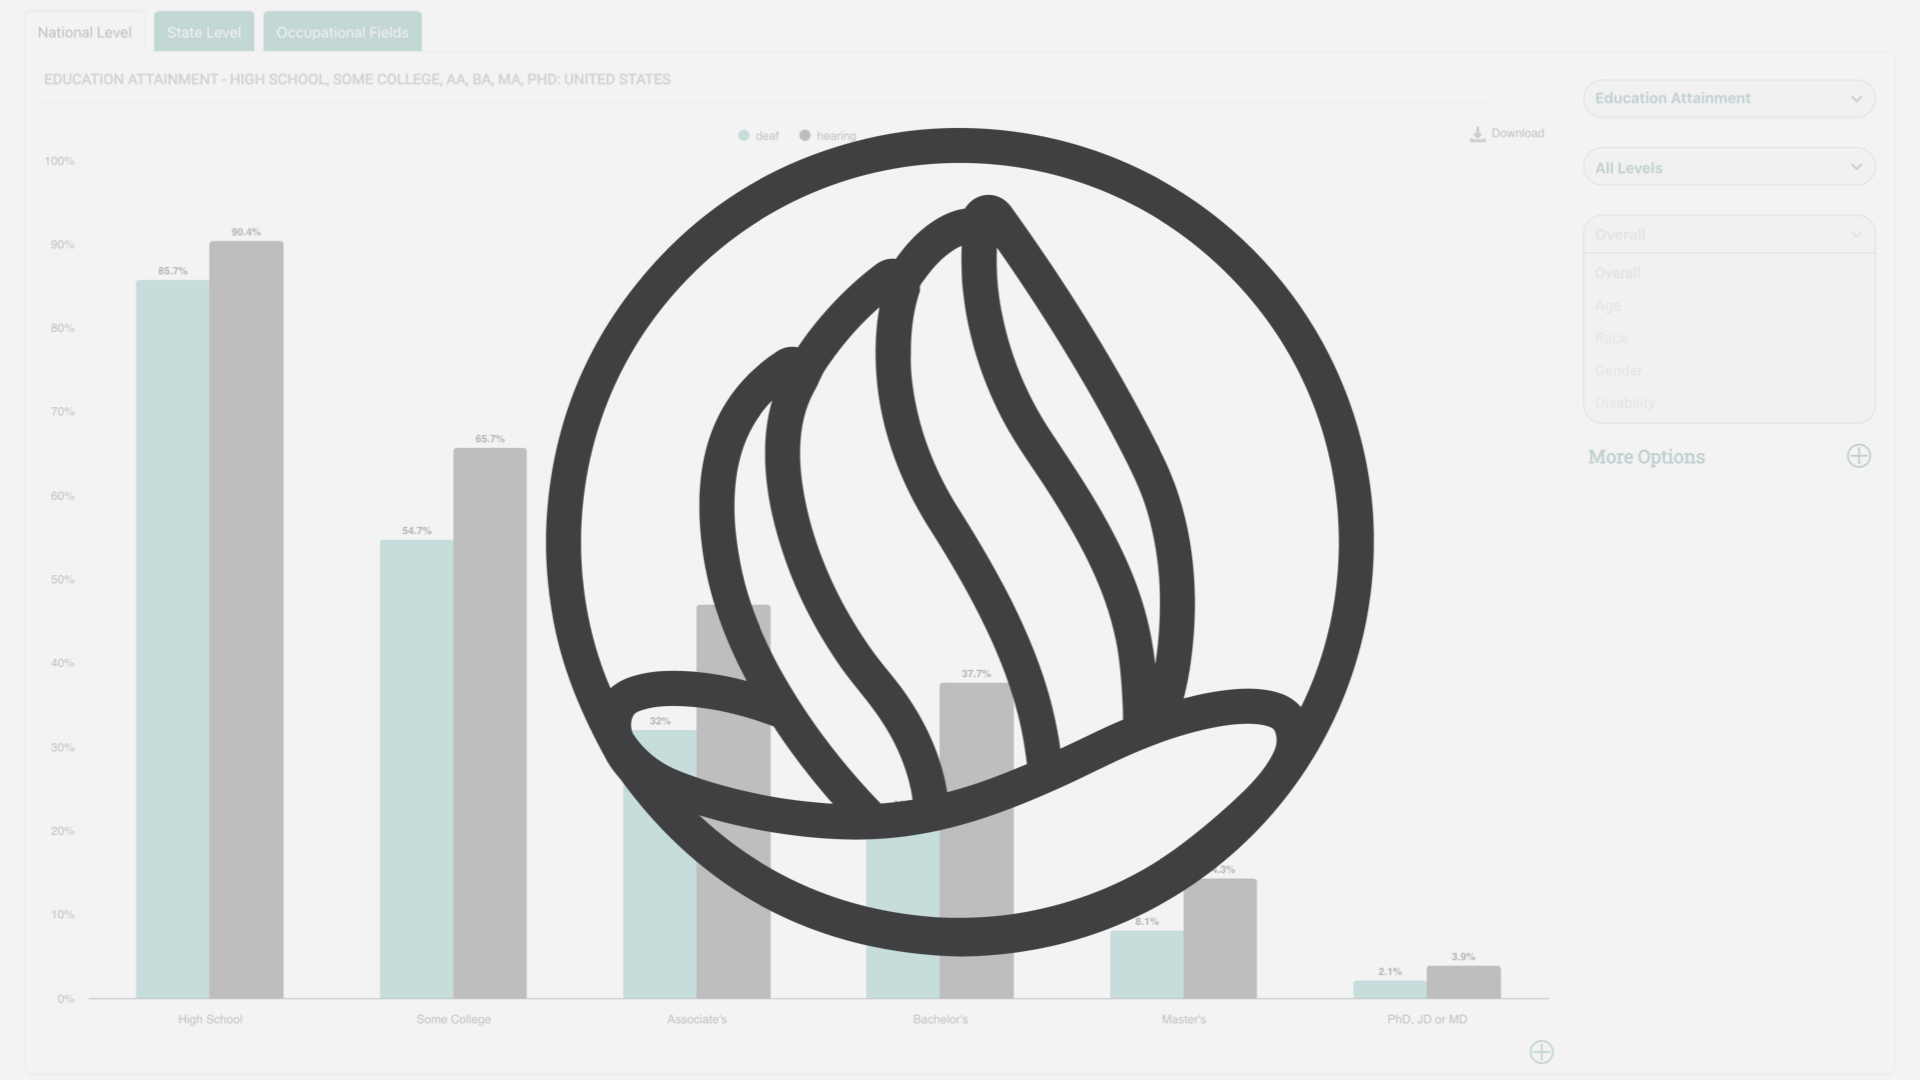 National Level
State Level
Occupational Fields
EDUCATION ATTAINMENT - HIGH SCHOOL, SOME COLLEGE, AA, BA, MA, PHD: UNITED STATES
deaf
hearing
Download
100%
90%
80%
70%
60%
50%
40%
30%
20%
10%
0%
85.7%
90.4%
54.7%
65.7%
32%
37.7%
8.1%
2.1%
3.9%
High School
Some College
Associate's
Bachelor's
Master's
PhD, JD or MD
Education Attainment
All Levels
Overall
Overall
Age
Race
Gender
Disability
More Options